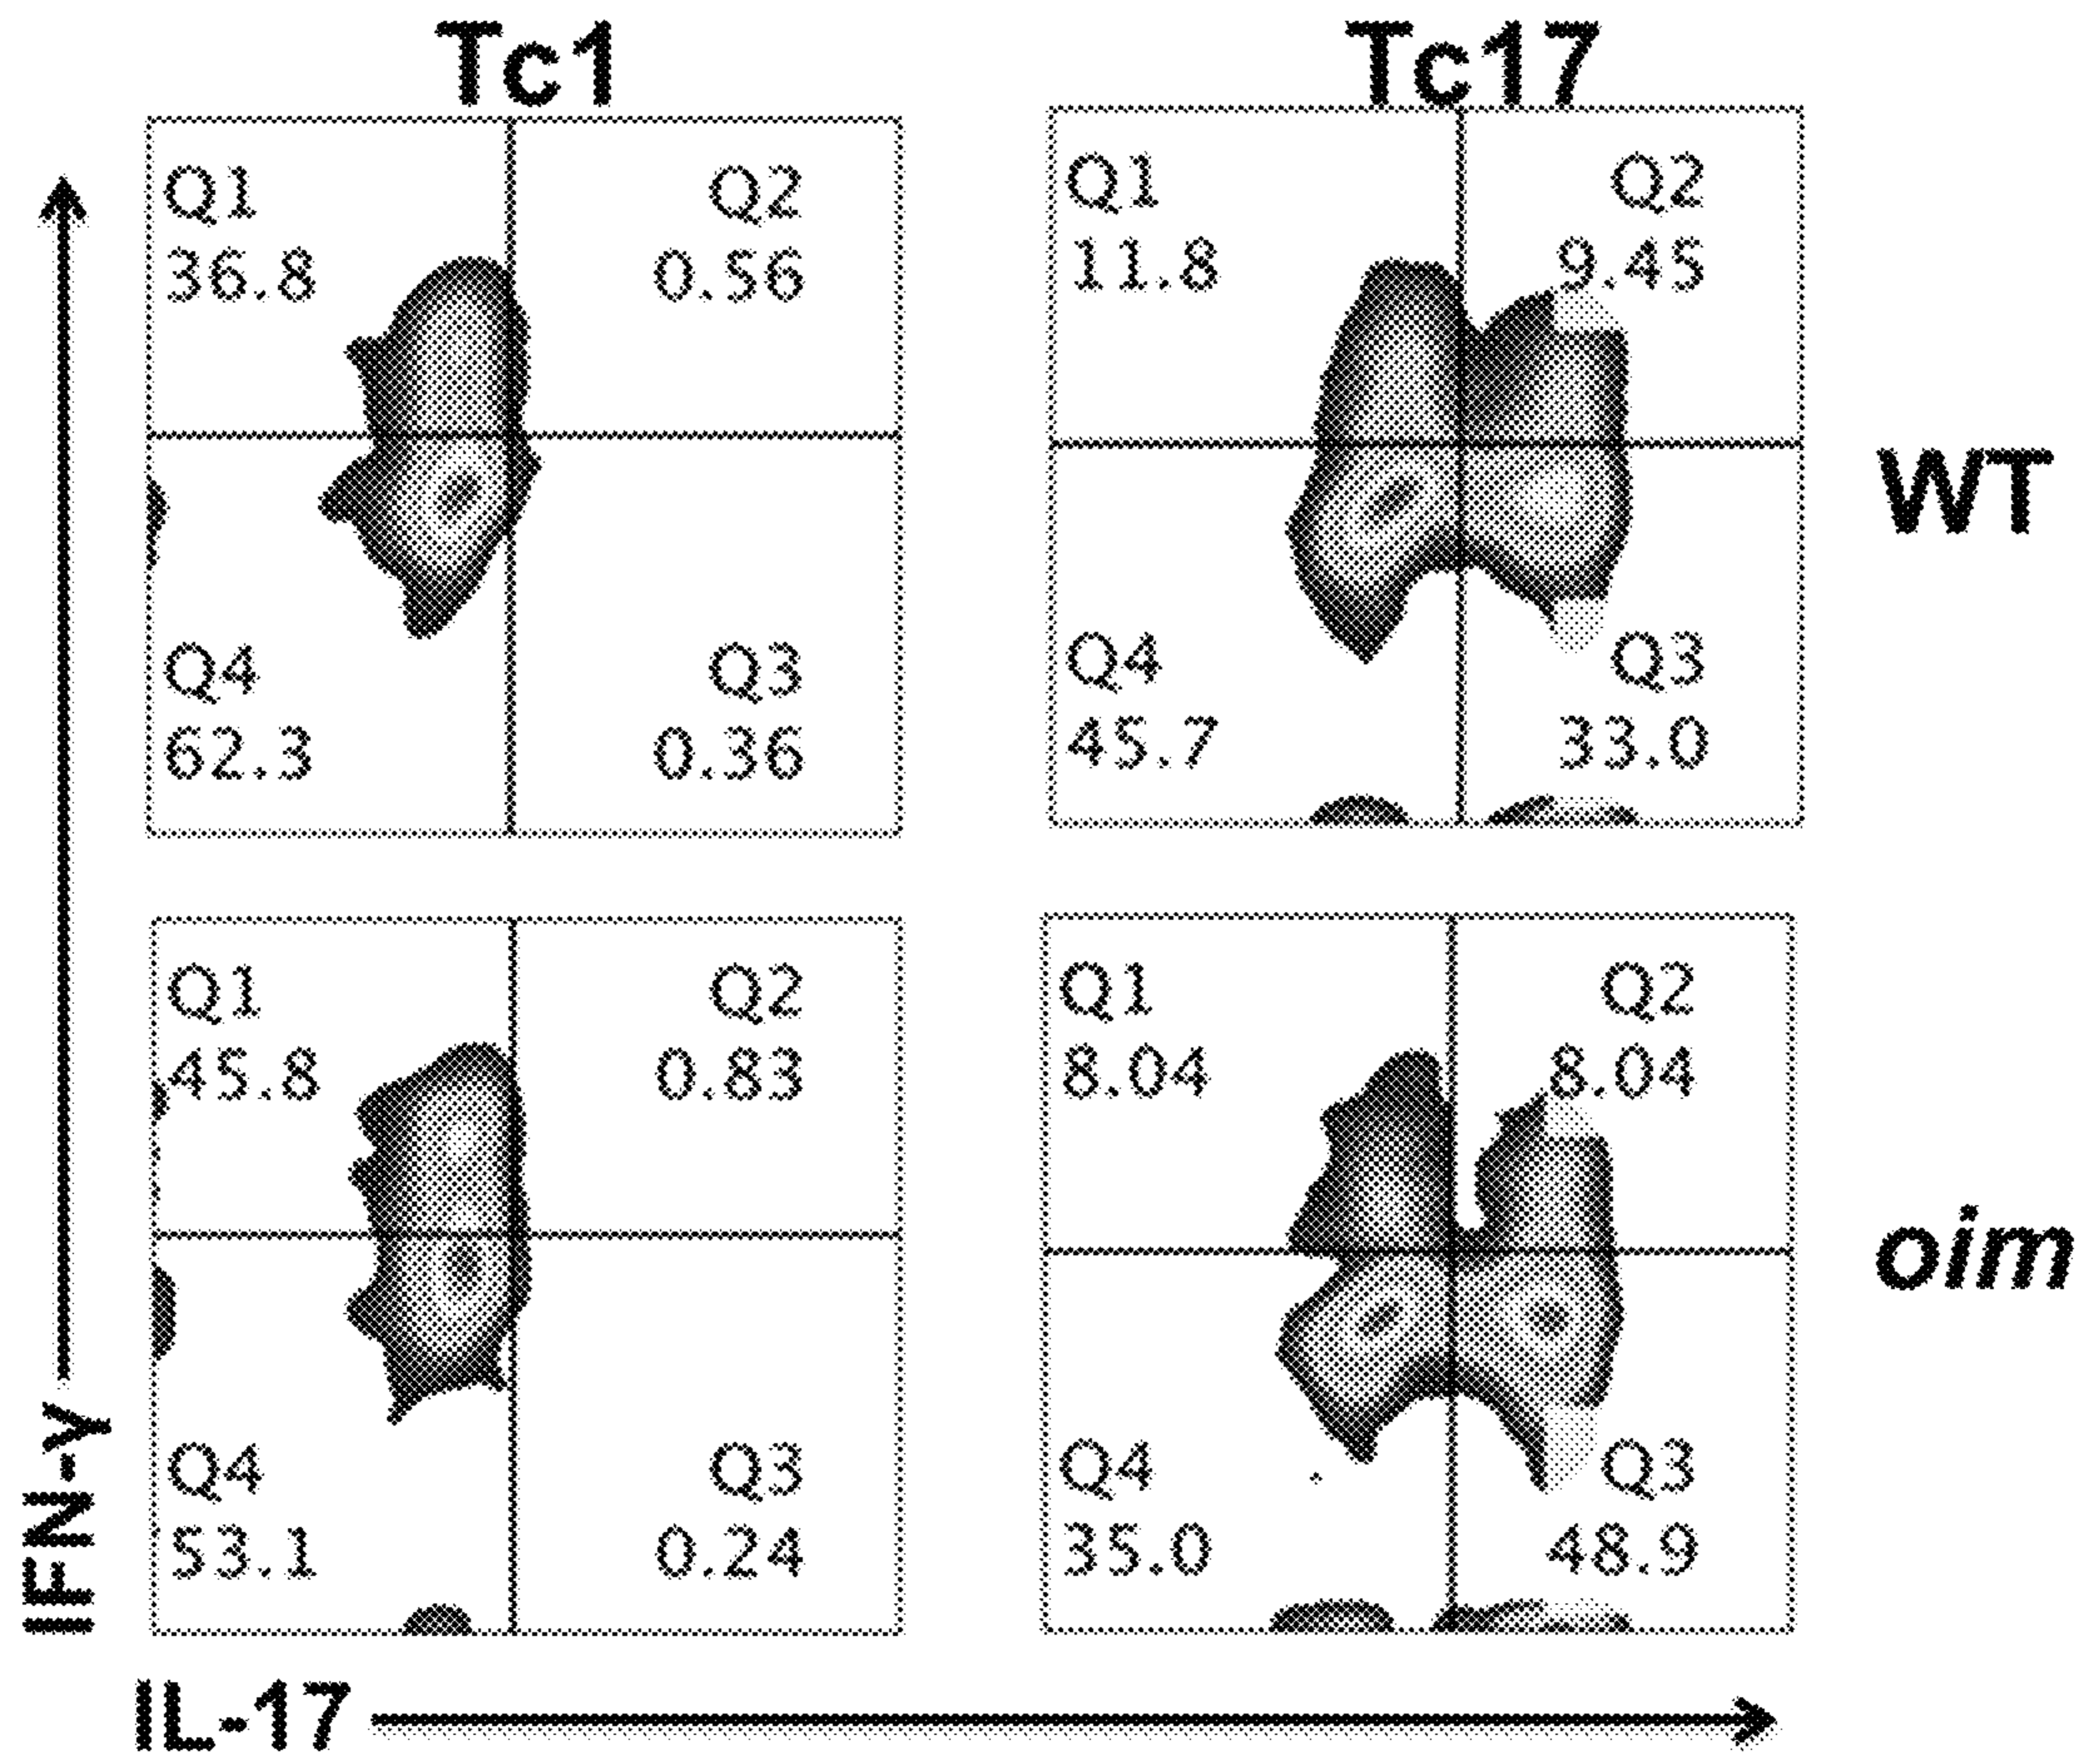 Tc1 Tc17
Q1 Q2 Q1 Q2
36.8 0.56 11.8 9.45
WT
Q4 Q3 Q4 Q3
62.3 0.36 45.7 33.0
Q1 Q2 Q1 Q2
45.8 0.83 8.04 8.04
oim
Q4 Q3 Q4 Q3
53.1 0.24 35.0 48.9
IFN-γ
IL-17